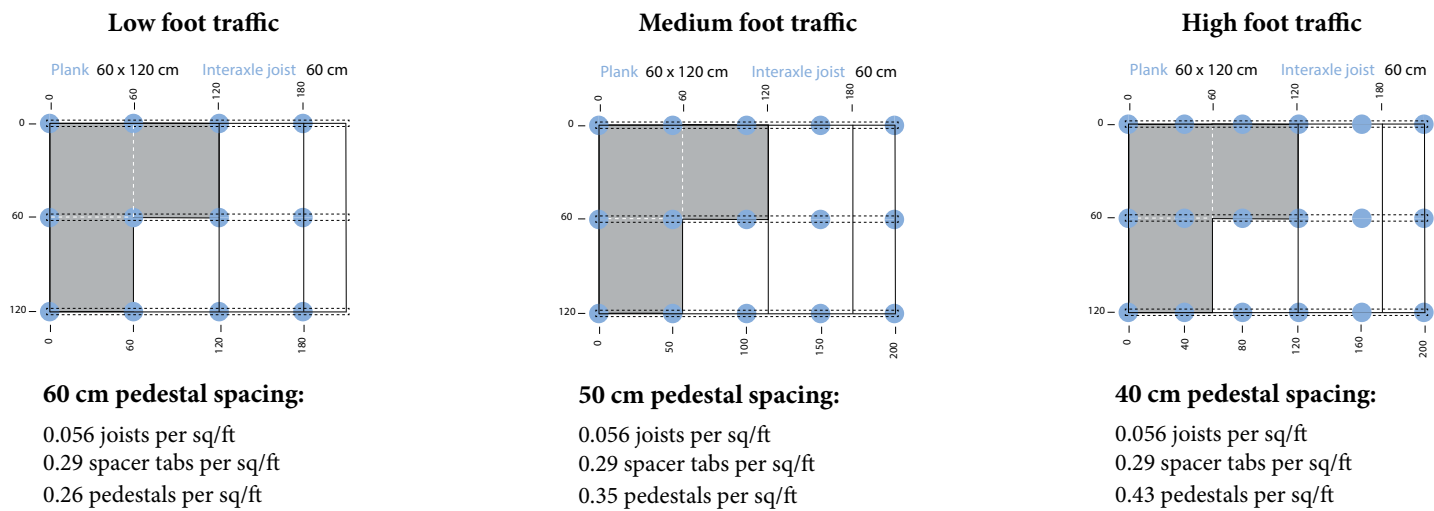 Low foot traffic
Plank 60 x 120 cm Interaxle joist 60 cm
0 60 120 180
0
60
120
0 60 120 180
60 cm pedestal spacing:
0.056 joists per sq/ft
0.29 spacer tabs per sq/ft
0.26 pedestals per sq/ft
Medium foot traffic
Plank 60 x 120 cm Interaxle joist 60 cm
0 60 120 180
0
60
120
0 50 100 150 200
50 cm pedestal spacing:
0.056 joists per sq/ft
0.29 spacer tabs per sq/ft
0.35 pedestals per sq/ft
High foot traffic
Plank 60 x 120 cm Interaxle joist 60 cm
0 60 120 180
0
60
120
0 40 80 120 160 200
40 cm pedestal spacing:
0.056 joists per sq/ft
0.29 spacer tabs per sq/ft
0.43 pedestals per sq/ft